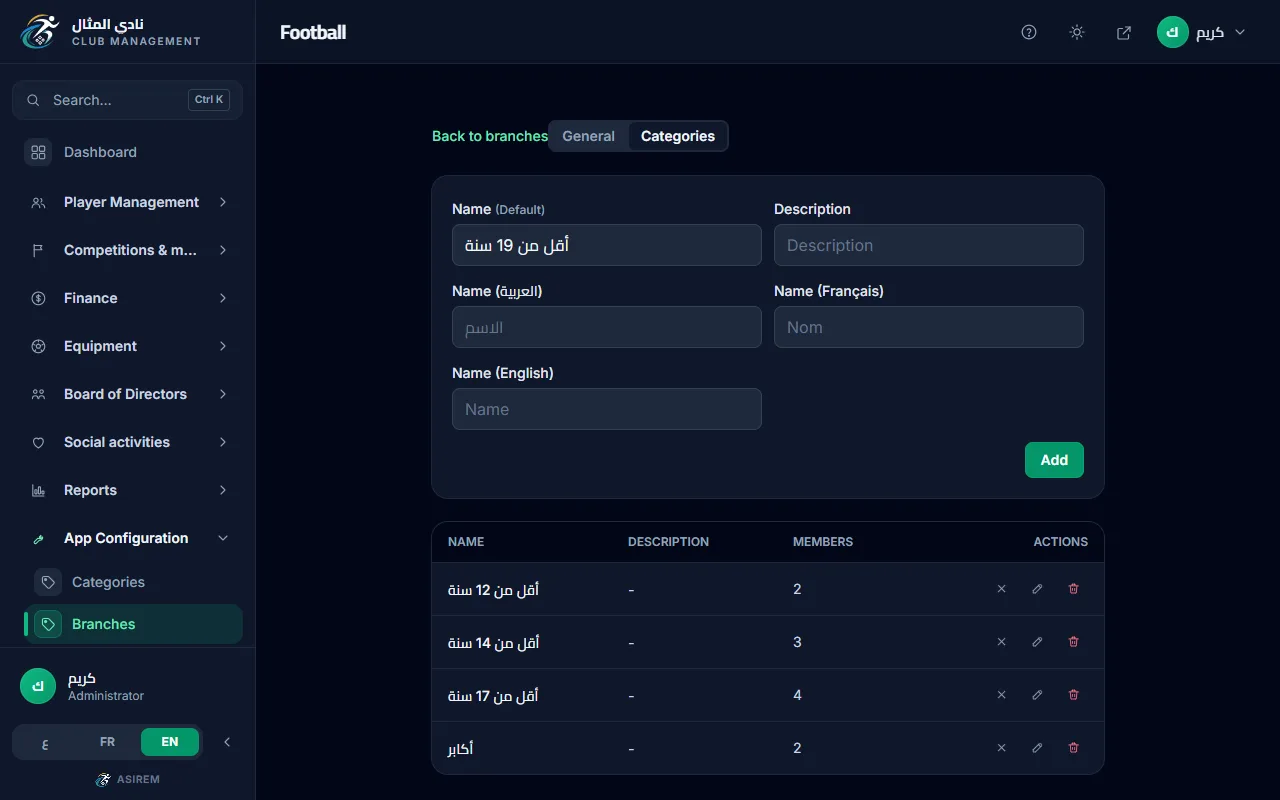 نادي المثال
CLUB MANAGEMENT
Search...
Ctrl K
Dashboard
Player Management
Competitions & m...
Finance
Equipment
Board of Directors
Social activities
Reports
App Configuration
Categories
Branches
ك
كريم
Administrator
ع
FR
EN
ASIREM
Football
ك
كريم
Back to branches
General
Categories
Name (Default)
Description
أقل من 19 سنة
Description
Name (العربية)
Name (Français)
الاسم
Nom
Name (English)
Name
Add
NAME DESCRIPTION MEMBERS ACTIONS
أقل من 12 سنة - 2
أقل من 14 سنة - 3
أقل من 17 سنة - 4
أكابر - 2